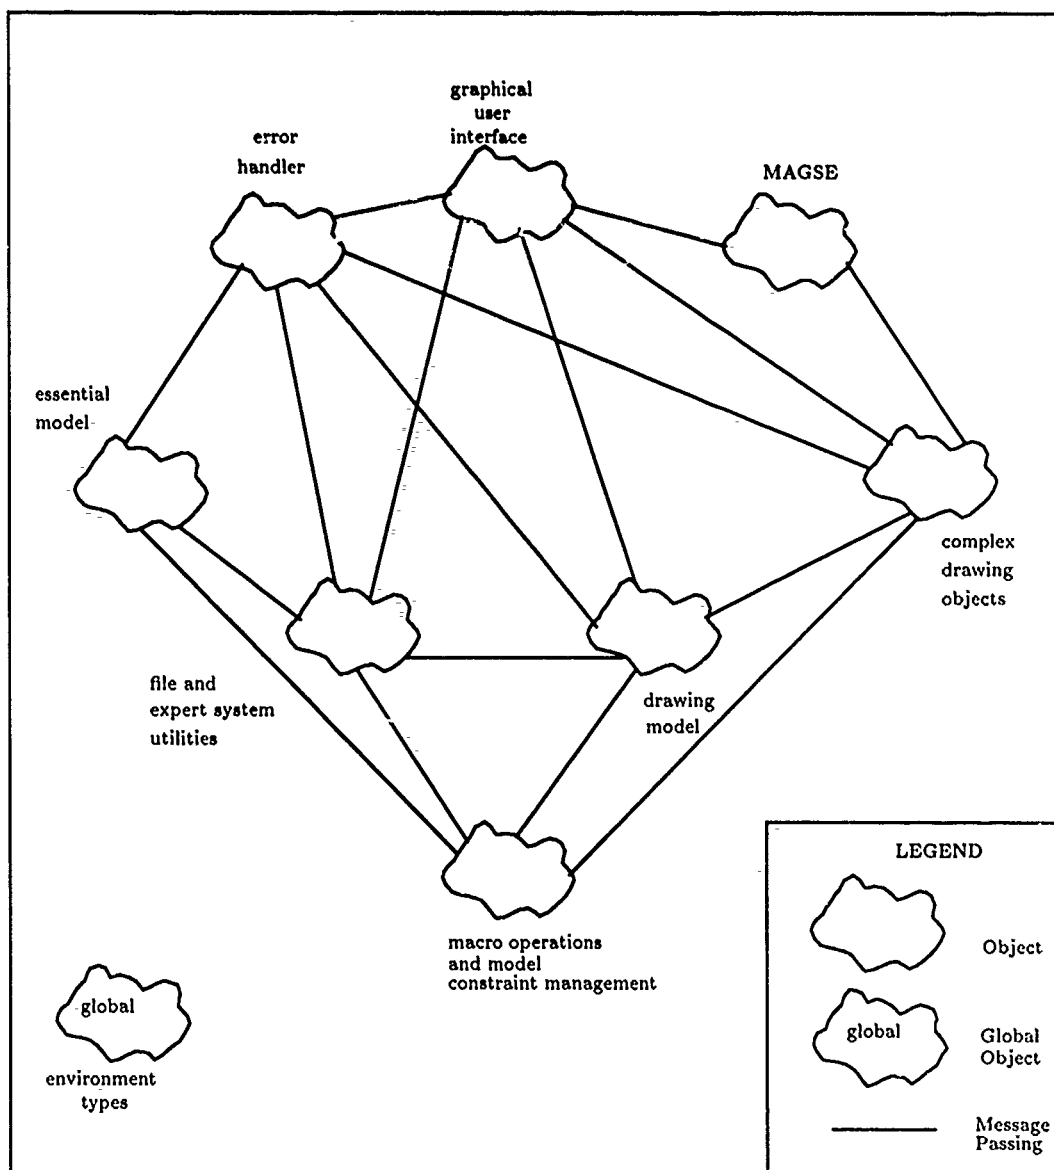 graphical
user
interface
error
handler
MAGSE
essential
model
complex
drawing
objects
file and
expert system
utilities
drawing
model
macro operations
and model
constraint management
global
environment
types
LEGEND
Object
global
Global
Object
Message
Passing